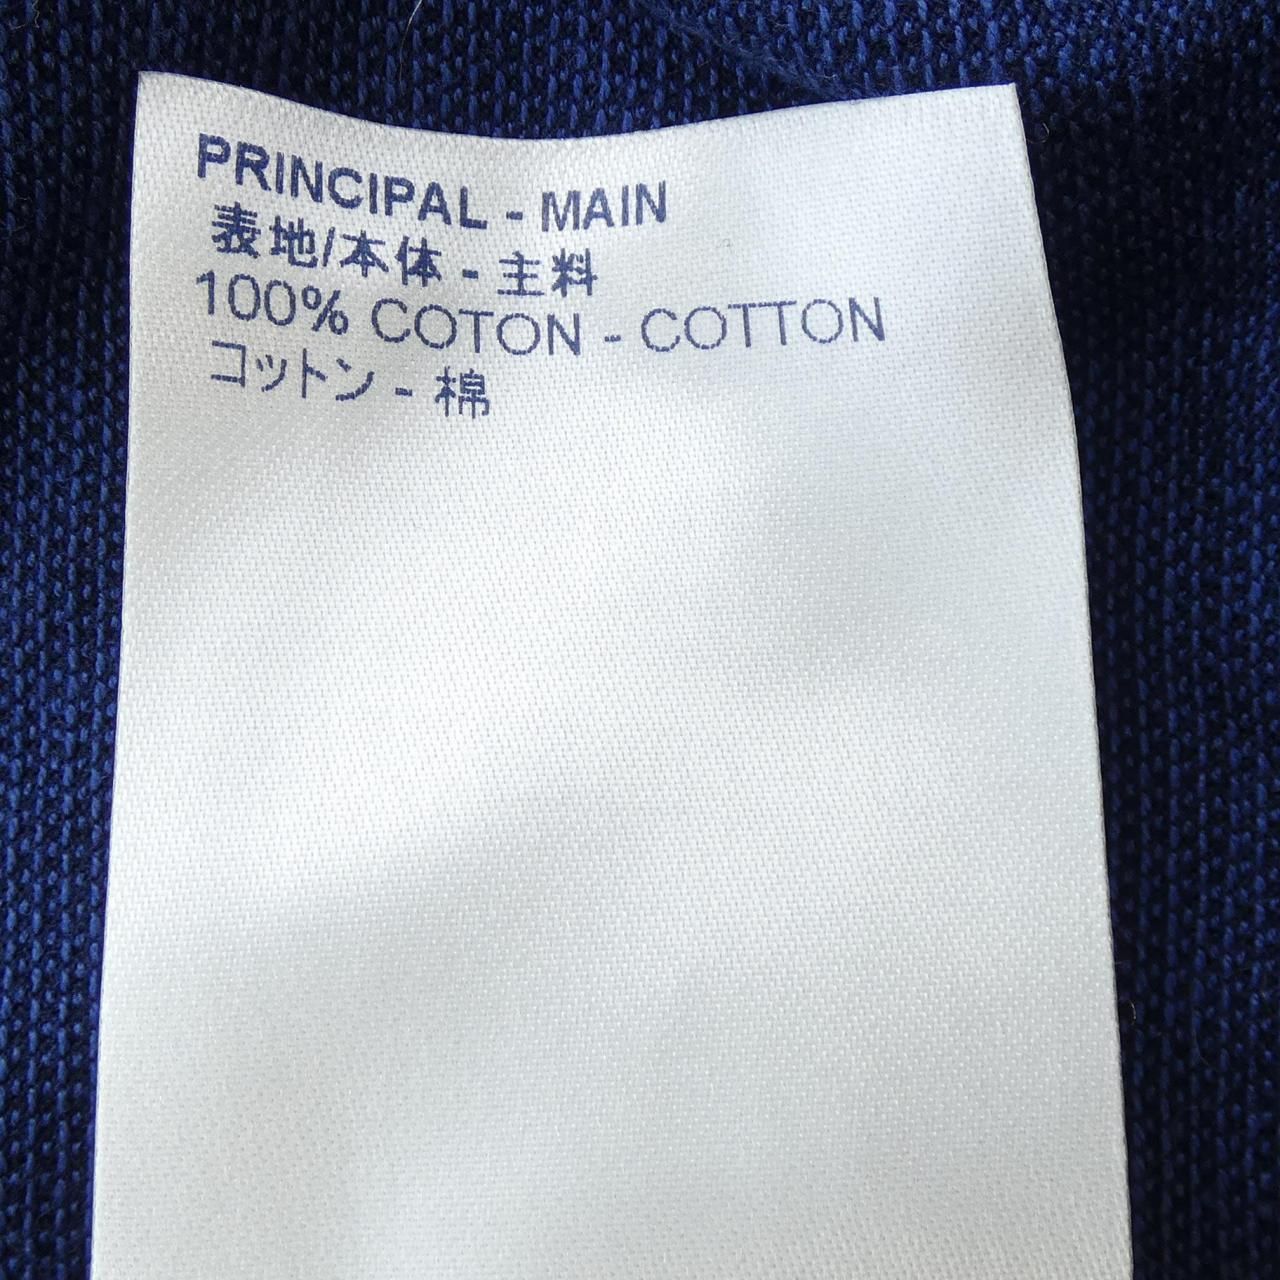 PRINCIPAL - MAIN
表地/本体 - 主料
100% COTON - COTTON
コットン - 棉